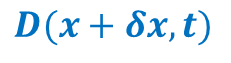 D(x + δx, t)